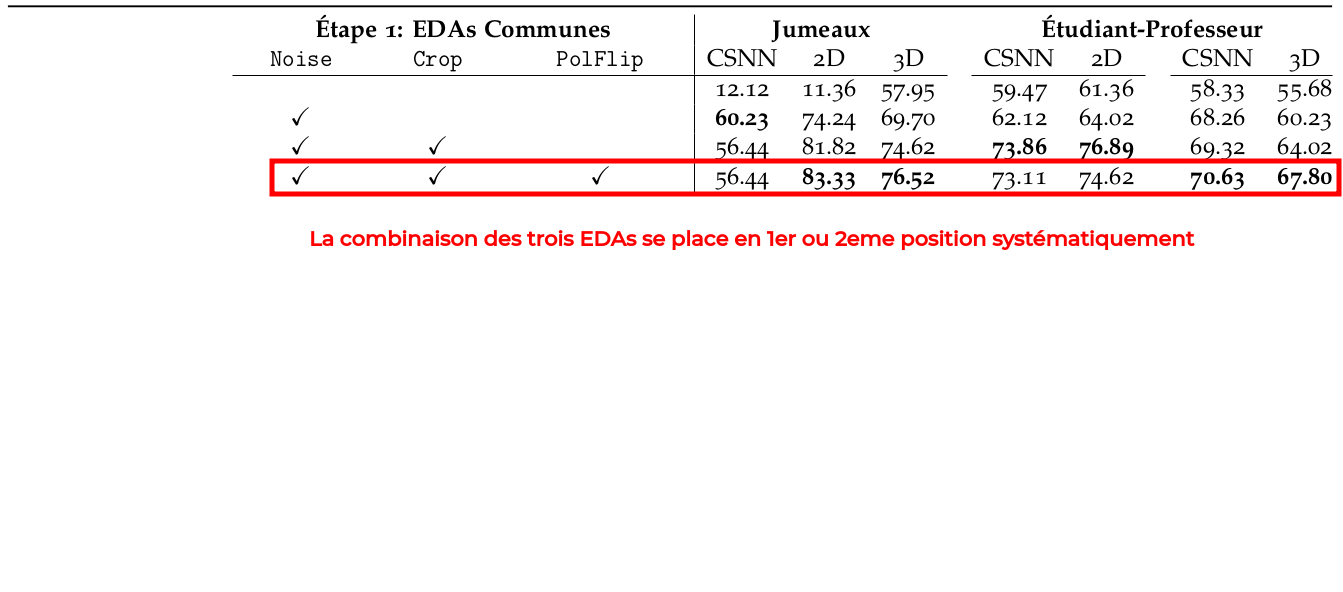 Étape 1: EDAs Communes Jumeaux Étudiant-Professeur
Noise Crop PolFlip CSNN 2D 3D CSNN 2D CSNN 3D
12.12 11.36 57.95 59.47 61.36 58.33 55.68
✓ 60.23 74.24 69.70 62.12 64.02 68.26 60.23
✓ ✓ 56.44 81.82 74.62 73.86 76.89 69.32 64.02
✓ ✓ ✓ 56.44 83.33 76.52 73.11 74.62 70.63 67.80
La combinaison des trois EDAs se place en 1er ou 2eme position systématiquement